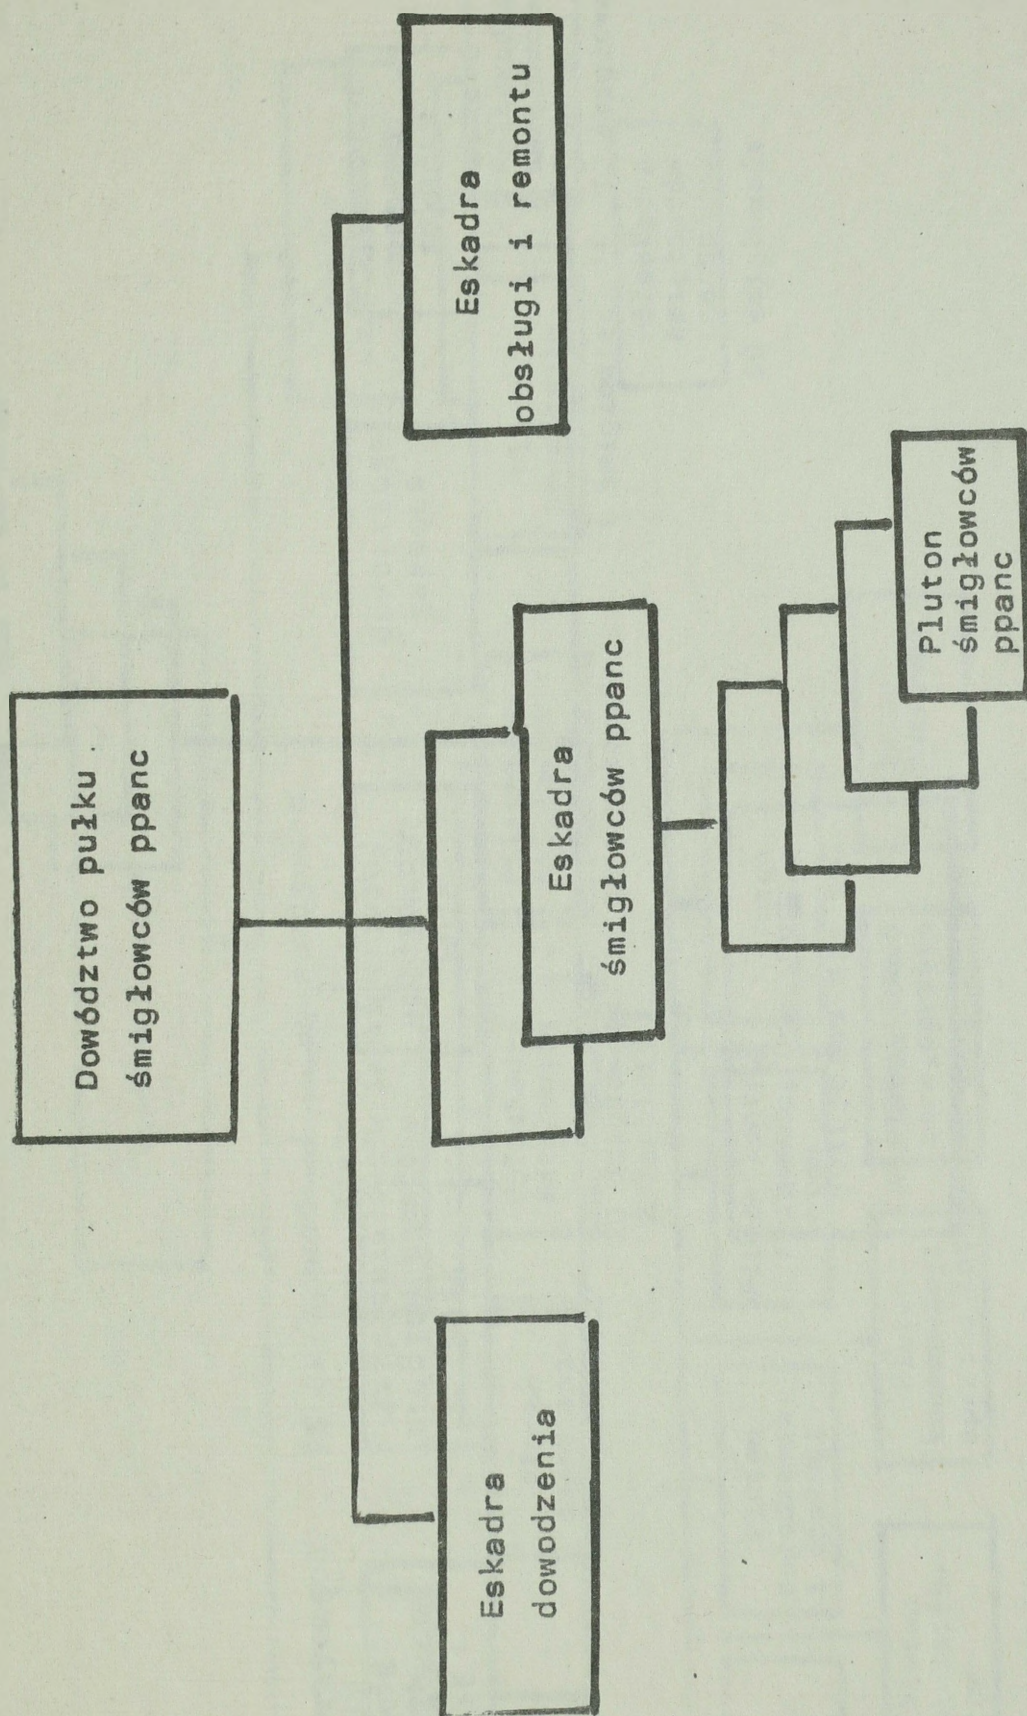 Dowództwo pułku
śmigłowców ppanc
Eskadra
dowodzenia
Eskadra
śmigłowców ppanc
Eskadra
obsługi i remontu
Pluton
śmigłowców
ppanc